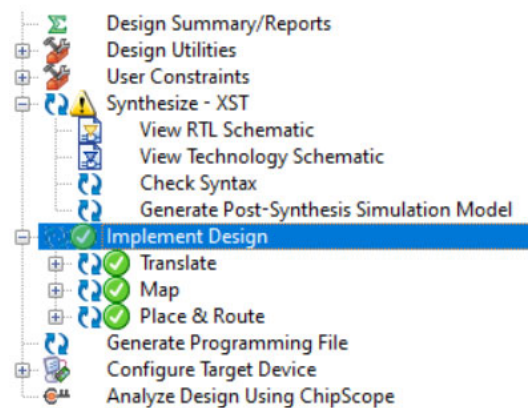 Design Summary/Reports
Design Utilities
User Constraints
Synthesize - XST
View RTL Schematic
View Technology Schematic
Check Syntax
Generate Post-Synthesis Simulation Model
Implement Design
Translate
Map
Place & Route
Generate Programming File
Configure Target Device
Analyze Design Using ChipScope